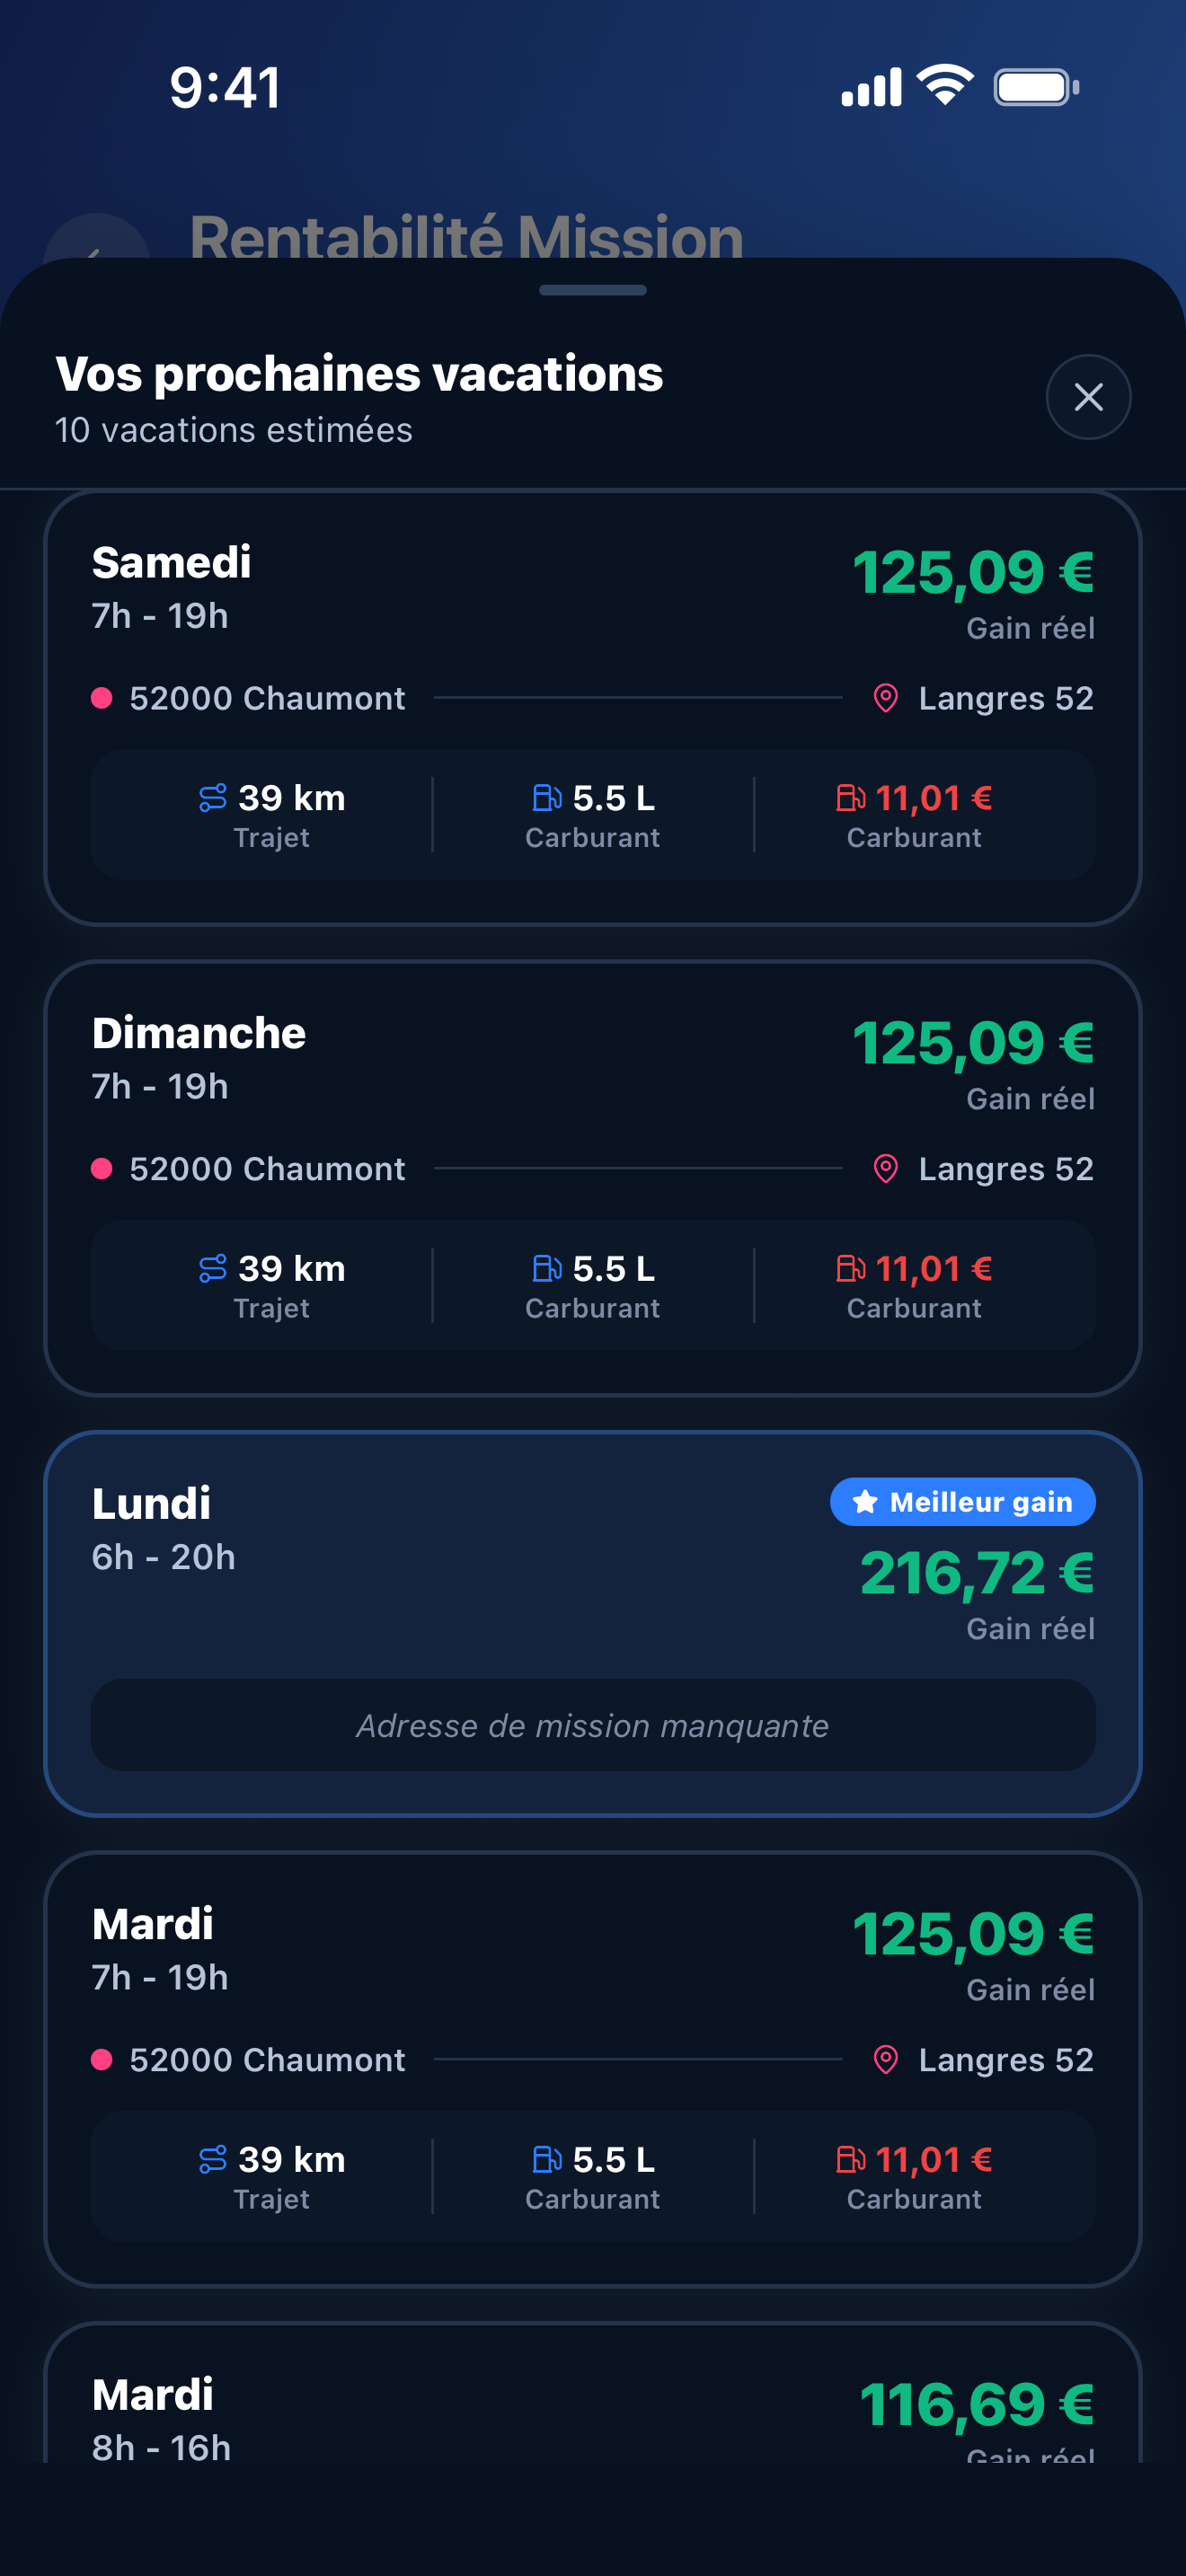 9:41
Rentabilité Mission
Vos prochaines vacations
10 vacations estimées
Samedi
125,09 €
7h - 19h
Gain réel
52000 Chaumont
Langres 52
39 km
5.5 L
11,01 €
Trajet
Carburant
Carburant
Dimanche
125,09 €
7h - 19h
Gain réel
52000 Chaumont
Langres 52
39 km
5.5 L
11,01 €
Trajet
Carburant
Carburant
Lundi
Meilleur gain
6h - 20h
216,72 €
Gain réel
Adresse de mission manquante
Mardi
125,09 €
7h - 19h
Gain réel
52000 Chaumont
Langres 52
39 km
5.5 L
11,01 €
Trajet
Carburant
Carburant
Mardi
116,69 €
8h - 16h
Gain réel